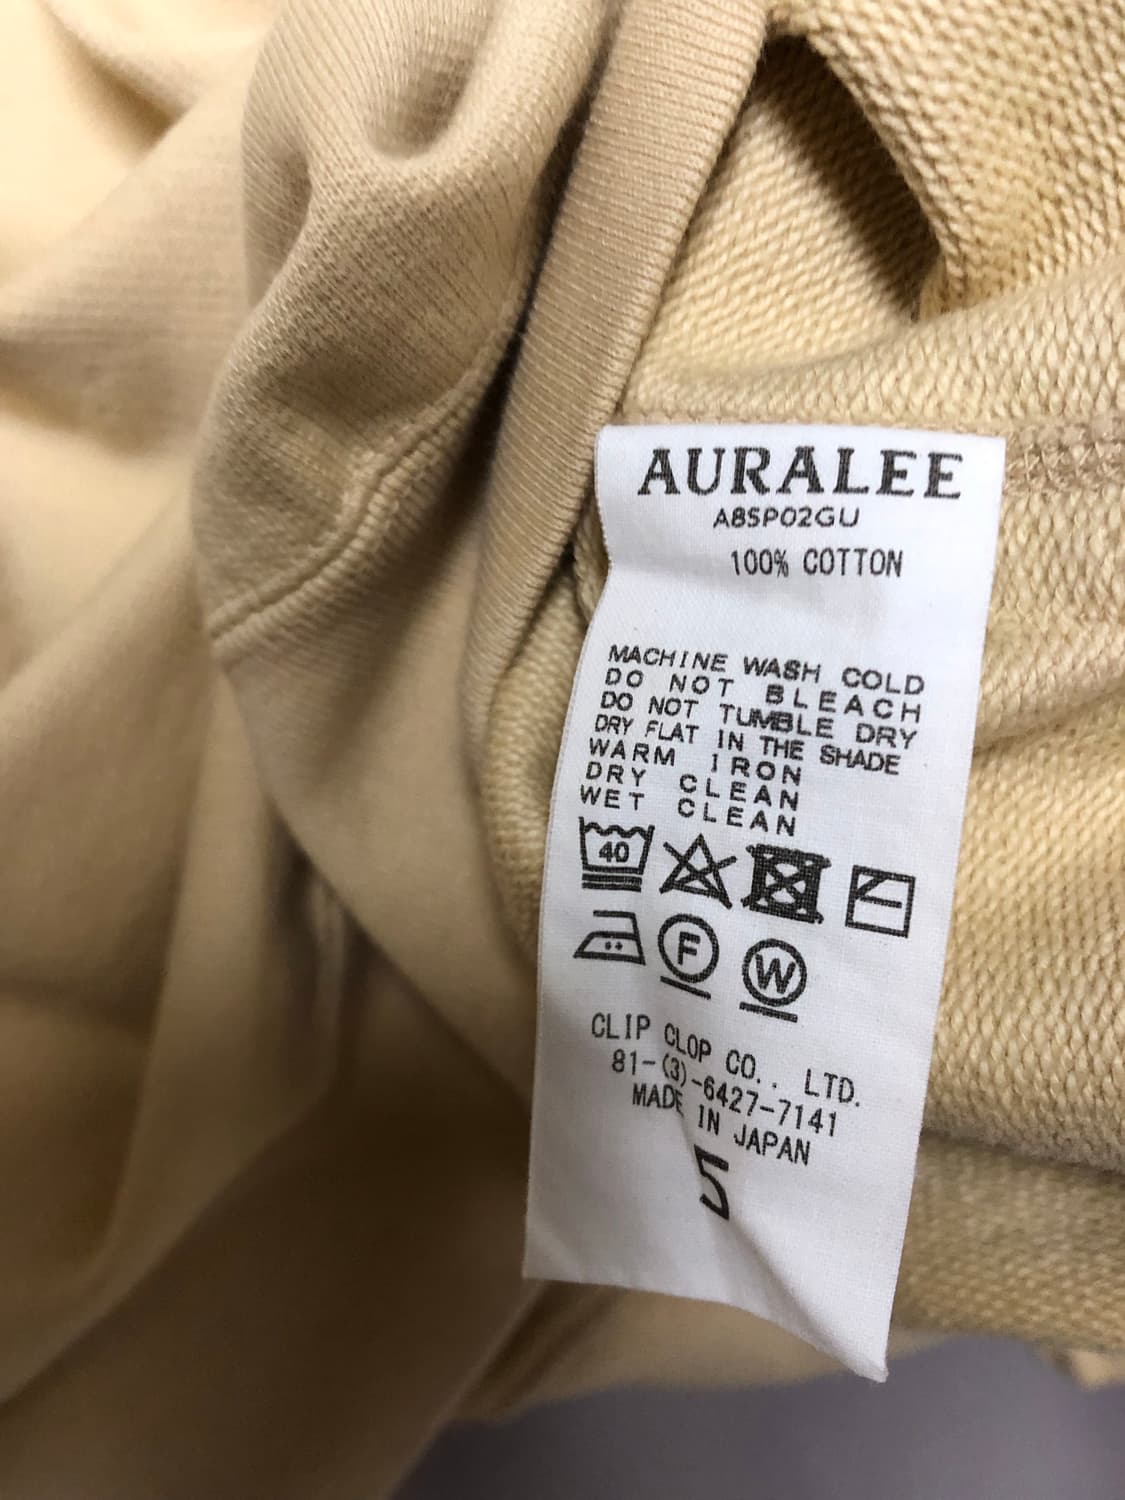 AURALEE
A8SP02GU
100% COTTON
MACHINE WASH COLD
DO NOT BLEACH
DO NOT TUMBLE DRY
DRY FLAT IN THE SHADE
WARM IRON
DRY CLEAN
WET CLEAN
40
F
W
CLIP CLOP CO.. LTD.
81-(3)-6427-7141
MADE IN JAPAN
5